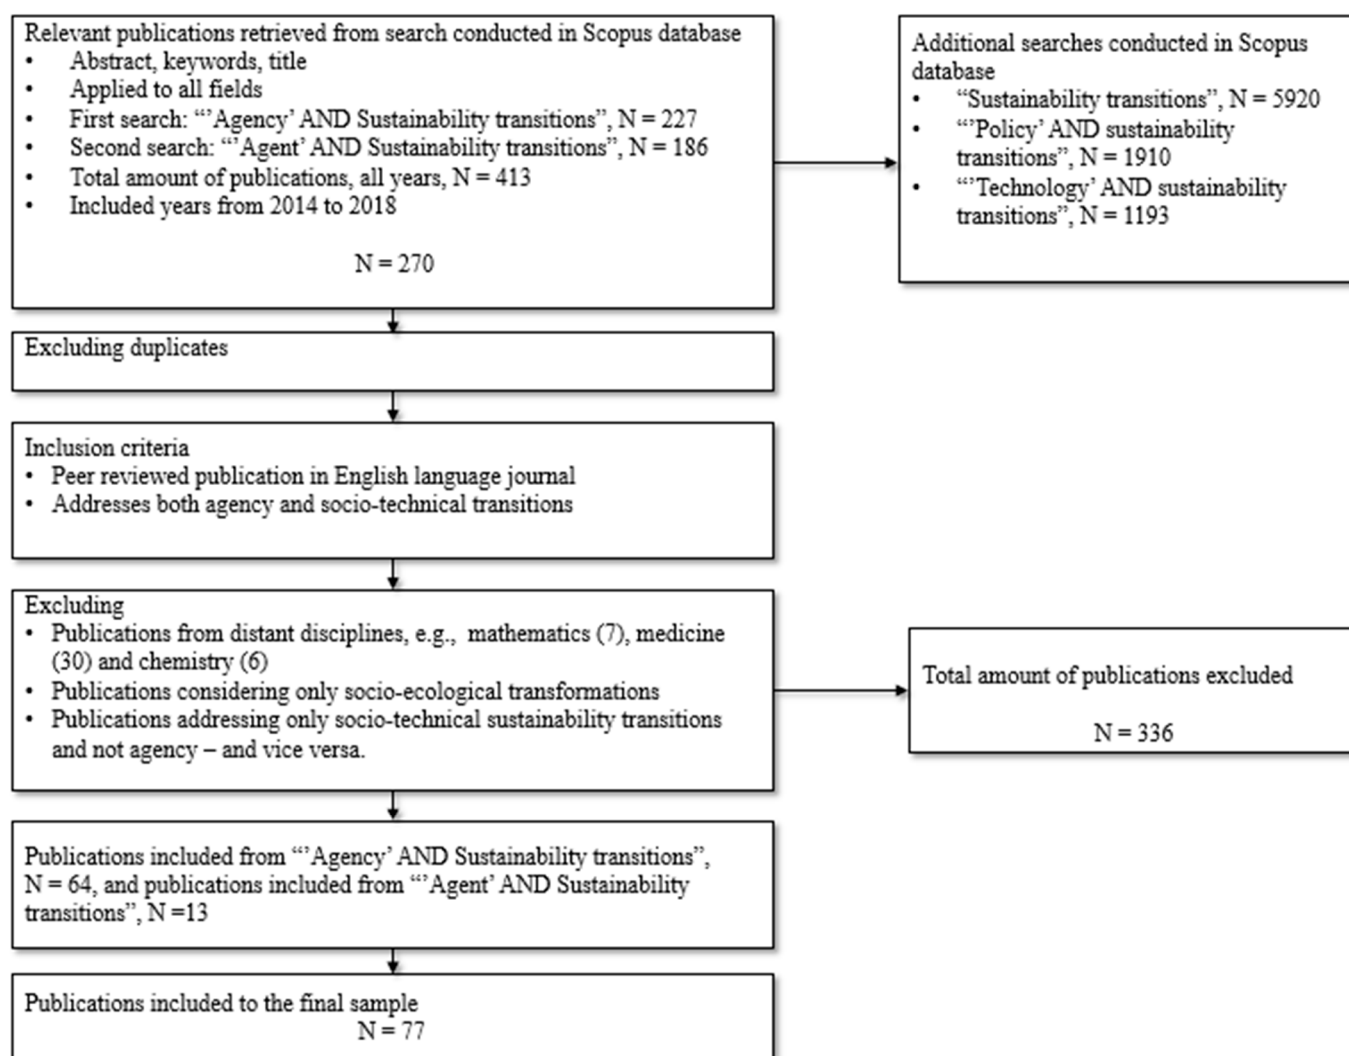 Relevant publications retrieved from search conducted in Scopus database
• Abstract, keywords, title
• Applied to all fields
• First search: “’Agency’ AND Sustainability transitions”, N = 227
• Second search: “’Agent’ AND Sustainability transitions”, N = 186
• Total amount of publications, all years, N = 413
• Included years from 2014 to 2018
N = 270
Additional searches conducted in Scopus
database
• “Sustainability transitions”, N = 5920
• “’Policy’ AND sustainability
transitions”, N = 1910
• “’Technology’ AND sustainability
transitions”, N = 1193
Excluding duplicates
Inclusion criteria
• Peer reviewed publication in English language journal
• Addresses both agency and socio-technical transitions
Excluding
• Publications from distant disciplines, e.g., mathematics (7), medicine
(30) and chemistry (6)
• Publications considering only socio-ecological transformations
• Publications addressing only socio-technical sustainability transitions
and not agency – and vice versa.
Total amount of publications excluded
N = 336
Publications included from “’Agency’ AND Sustainability transitions”,
N = 64, and publications included from “’Agent’ AND Sustainability
transitions”, N =13
Publications included to the final sample
N = 77